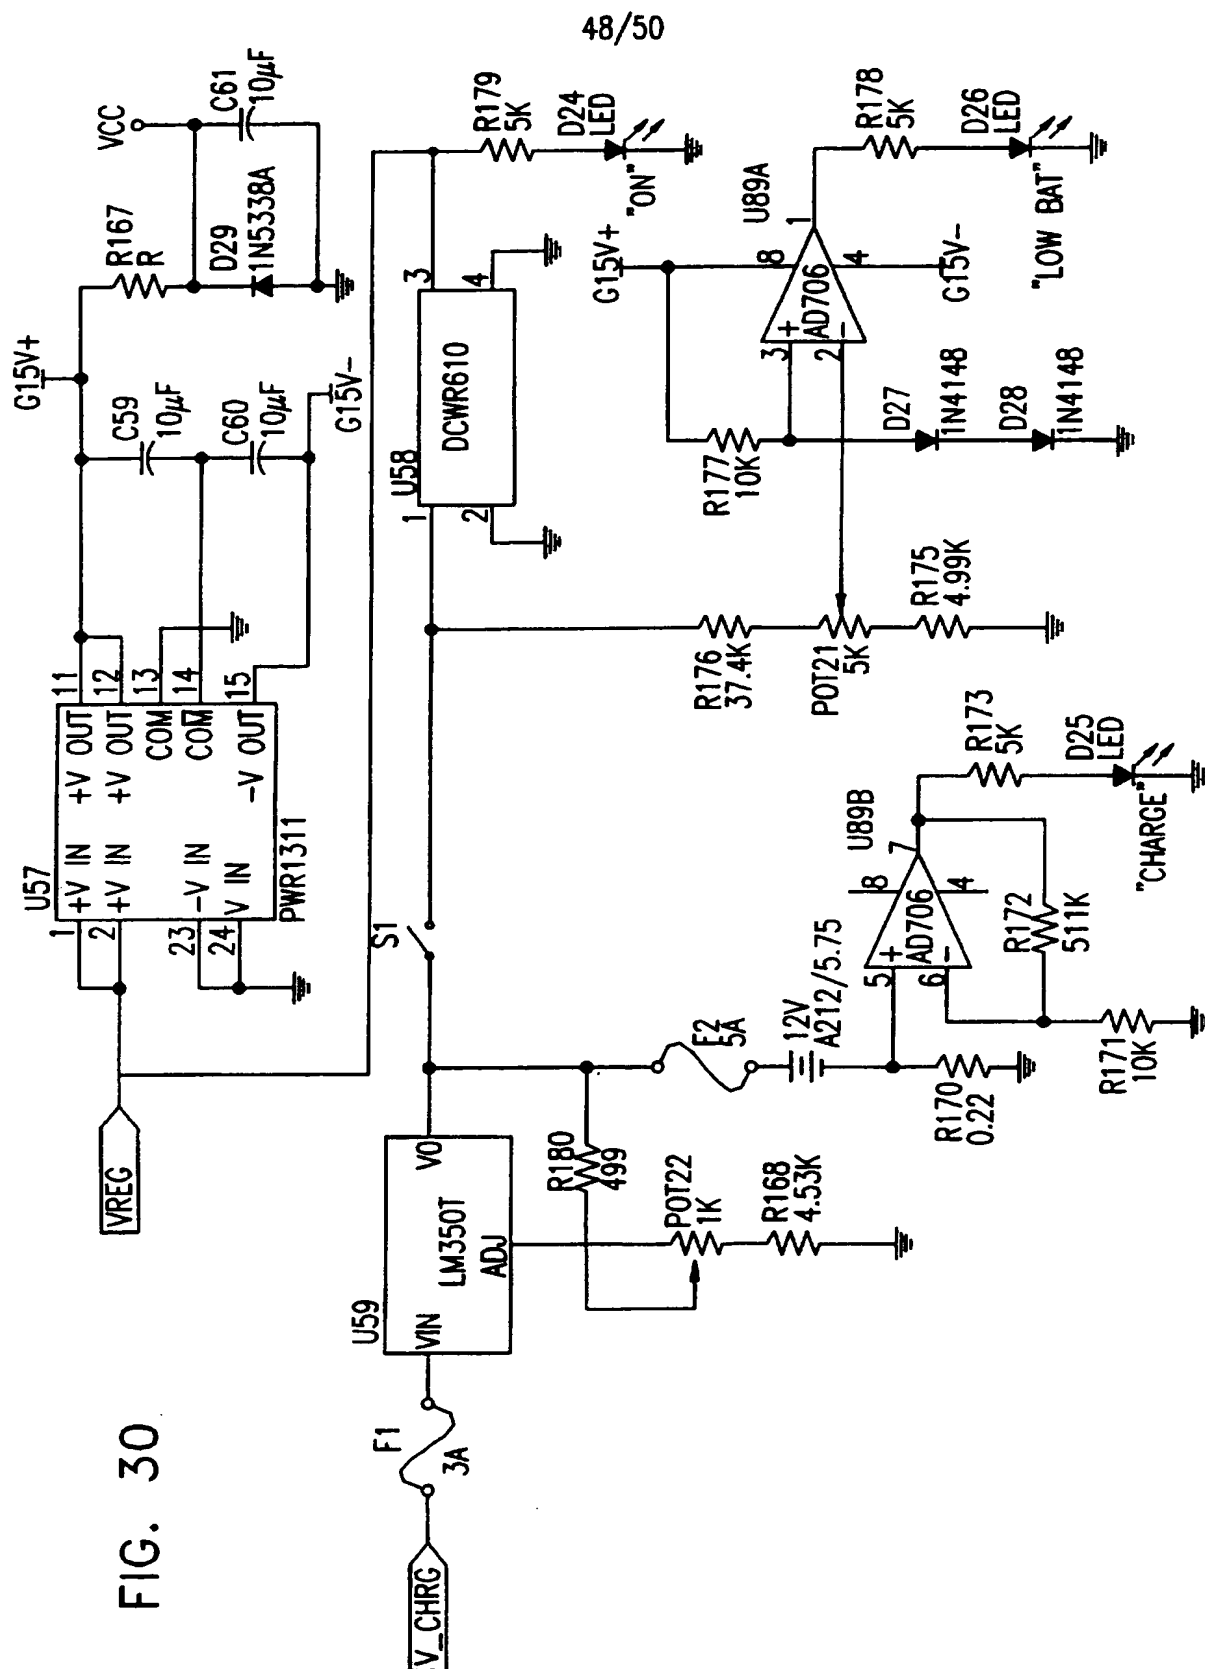 48/50
FIG. 30
VREG
U57
+V IN
+V IN
-V IN
V IN
+V OUT
+V OUT
COM
COM
-V OUT
PWR1311
1
2
23
24
11
12
13
14
15
G15V+
C59
10µF
C60
10µF
G15V-
R167
R
D29
1N5338A
VCC
C61
10µF
V_CHRG
F1
3A
U59
VIN
LM350T
VO
ADJ
S1
U58
DCWR610
1
2
3
4
R179
5K
D24
LED
"ON"
R180
499
POT22
1K
R168
4.53K
F2
5A
12V
A212/5.75
R170
0.22
R171
10K
R172
511K
U89B
AD706
5
6
7
8
4
+
-
R173
5K
D25
LED
"CHARGE"
R176
37.4K
POT21
5K
R175
4.99K
R177
10K
D27
1N4148
D28
1N4148
G15V+
U89A
AD706
3
2
8
1
4
+
-
G15V-
R178
5K
D26
LED
"LOW BAT"